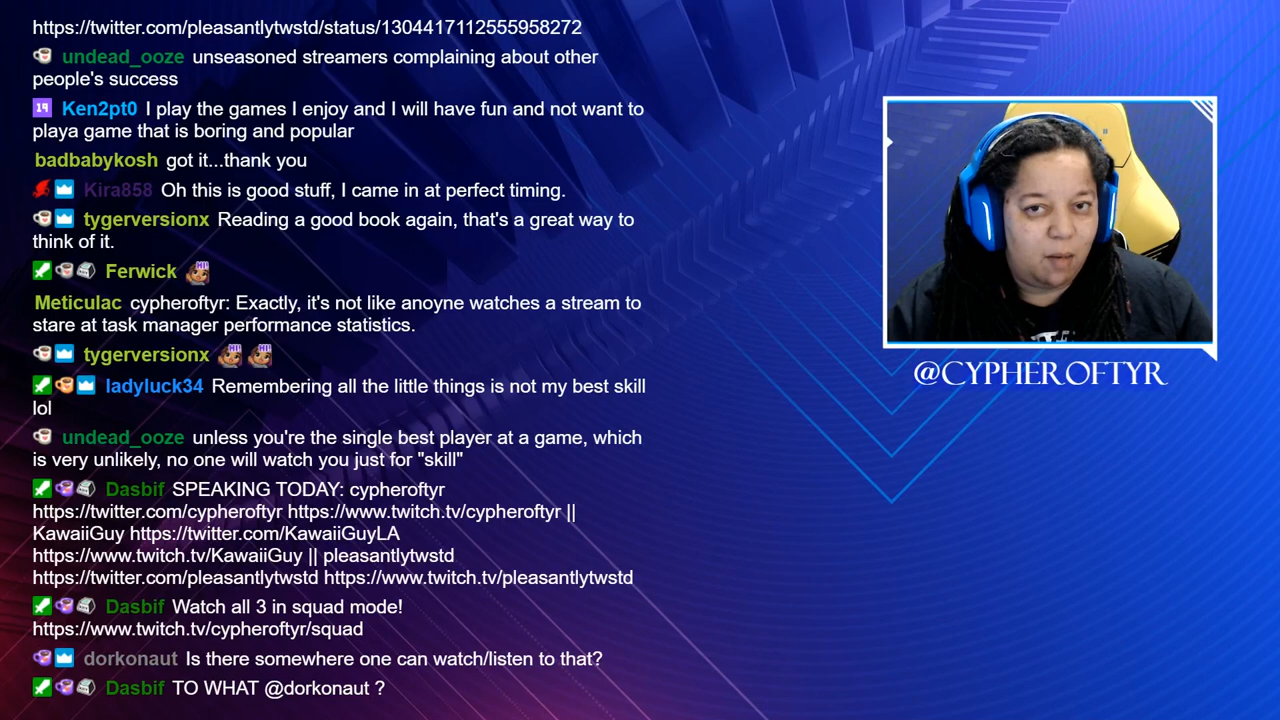 https://twitter.com/pleasantlytwstd/status/1304417112555958272
undead_ooze unseasoned streamers complaining about other
people's success
19 Ken2pt0 I play the games I enjoy and I will have fun and not want to
playa game that is boring and popular
badbabykosh got it...thank you
Kira858 Oh this is good stuff, I came in at perfect timing.
tygerversionx Reading a good book again, that's a great way to
think of it.
Ferwick HI!
Meticulac cypheroftyr: Exactly, it's not like anoyne watches a stream to
stare at task manager performance statistics.
tygerversionx HI! HI!
ladyluck34 Remembering all the little things is not my best skill
lol
undead_ooze unless you're the single best player at a game, which
is very unlikely, no one will watch you just for "skill"
Dasbif SPEAKING TODAY: cypheroftyr
https://twitter.com/cypheroftyr https://www.twitch.tv/cypheroftyr ||
KawaiiGuy https://twitter.com/KawaiiGuyLA
https://www.twitch.tv/KawaiiGuy || pleasantlytwstd
https://twitter.com/pleasantlytwstd https://www.twitch.tv/pleasantlytwstd
Dasbif Watch all 3 in squad mode!
https://www.twitch.tv/cypheroftyr/squad
dorkonaut Is there somewhere one can watch/listen to that?
Dasbif TO WHAT @dorkonaut ?
@CYPHEROFTYR